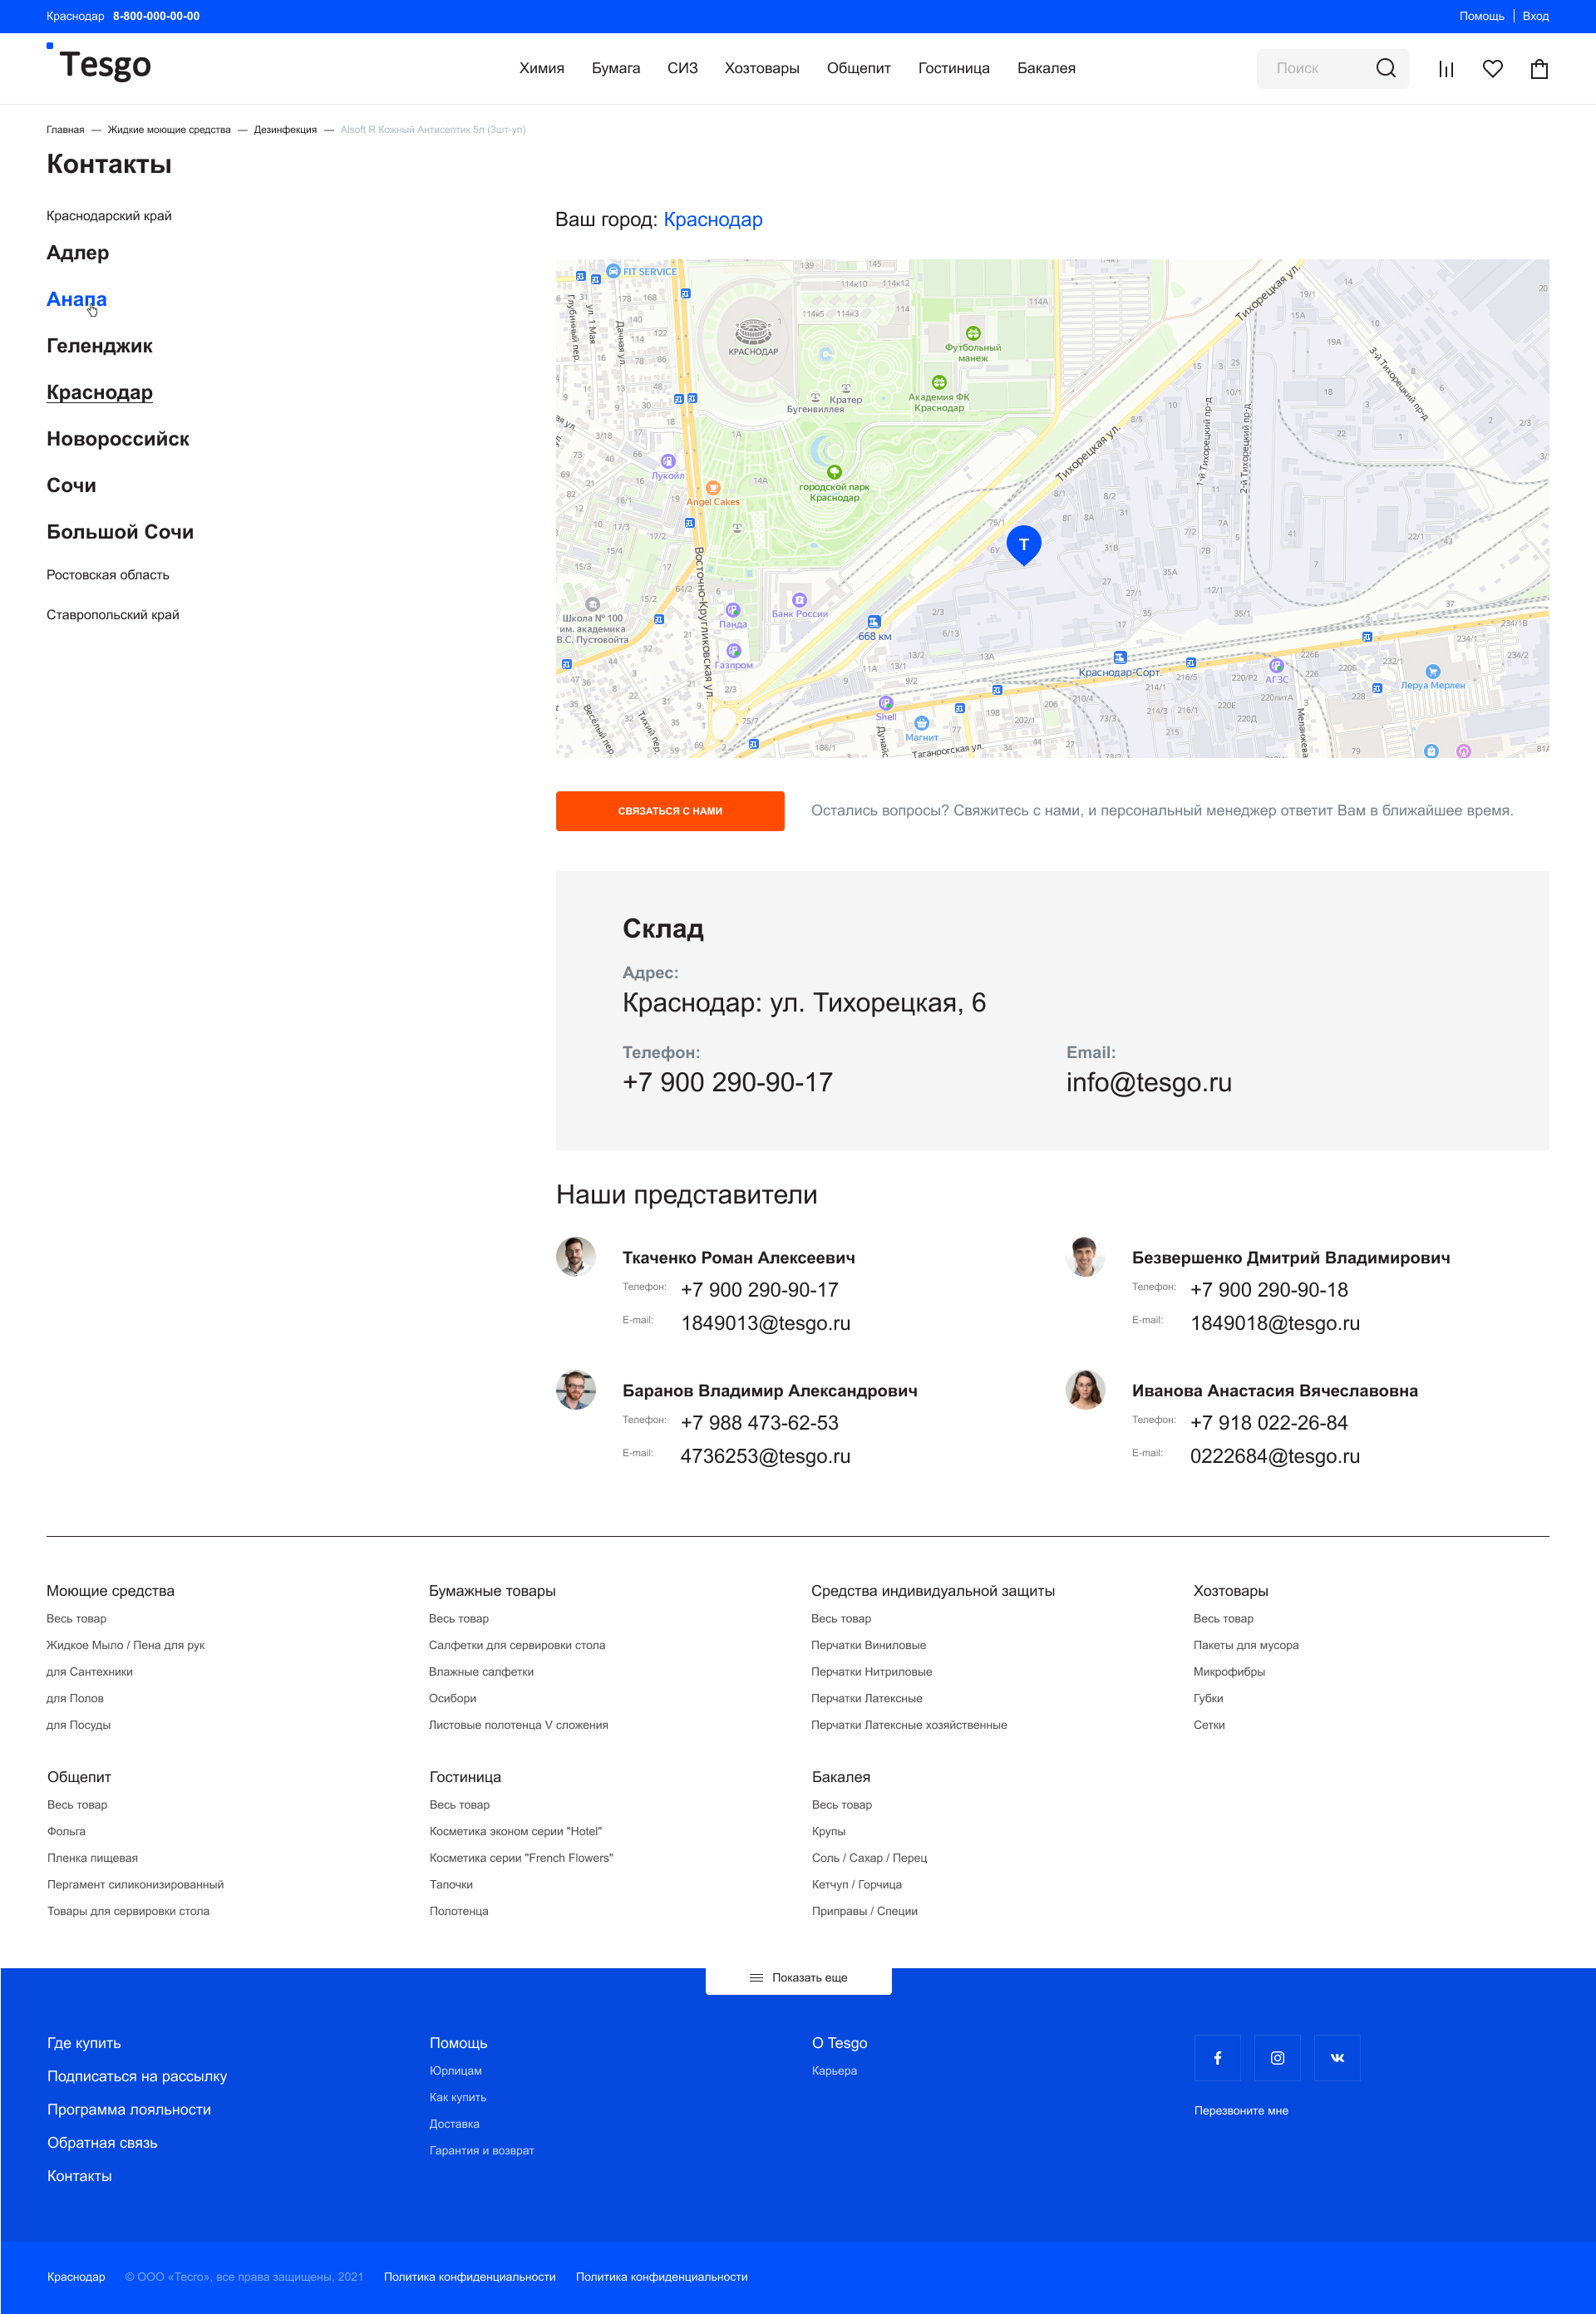 Краснодар 8-800-000-00-00
Помощь | Вход
Tesgo
Химия Бумага СИЗ Хозтовары Общепит Гостиница Бакалея
Поиск
Главная — Жидкие моющие средства — Дезинфекция — Alsoft R Кожный Антисептик 5л (3шт-уп)
Контакты
Краснодарский край
Адлер
Анапа
Геленджик
Краснодар
Новороссийск
Сочи
Большой Сочи
Ростовская область
Ставропольский край
Ваш город: Краснодар
FIT SERVICE
Глубинный пер.
ул. 1 Мая
Дачная ул.
КРАСНОДАР
Футбольный
манеж
Академия ФК
Краснодар
Кратер
Бугенвиллея
Тихорецкая ул.
3-й Тихорецкий пр-д
1-й Тихорецкий пр-д
2-й Тихорецкий пр-д
Тихорецкая ул.
Лукойл
Angel Cakes
городской парк
Краснодар
T
Восточно-Кругликовская ул.
Школа № 100
им. академика
В.С. Пустовойта
Панда
Банк России
Газпром
668 км
Краснодар-Сорт.
АГЗС
Леруа Мерлен
Shell
Магнит
Весёлый пер.
Тихий пер.
Таганрогская ул.
СВЯЗАТЬСЯ С НАМИ
Остались вопросы? Свяжитесь с нами, и персональный менеджер ответит Вам в ближайшее время.
Склад
Адрес:
Краснодар: ул. Тихорецкая, 6
Телефон:
+7 900 290-90-17
Email:
info@tesgo.ru
Наши представители
Ткаченко Роман Алексеевич
Телефон: +7 900 290-90-17
E-mail: 1849013@tesgo.ru
Безвершенко Дмитрий Владимирович
Телефон: +7 900 290-90-18
E-mail: 1849018@tesgo.ru
Баранов Владимир Александрович
Телефон: +7 988 473-62-53
E-mail: 4736253@tesgo.ru
Иванова Анастасия Вячеславовна
Телефон: +7 918 022-26-84
E-mail: 0222684@tesgo.ru
Моющие средства
Весь товар
Жидкое Мыло / Пена для рук
для Сантехники
для Полов
для Посуды
Бумажные товары
Весь товар
Салфетки для сервировки стола
Влажные салфетки
Осибори
Листовые полотенца V сложения
Средства индивидуальной защиты
Весь товар
Перчатки Виниловые
Перчатки Нитриловые
Перчатки Латексные
Перчатки Латексные хозяйственные
Хозтовары
Весь товар
Пакеты для мусора
Микрофибры
Губки
Сетки
Общепит
Весь товар
Фольга
Пленка пищевая
Пергамент силиконизированный
Товары для сервировки стола
Гостиница
Весь товар
Косметика эконом серии "Hotel"
Косметика серии "French Flowers"
Тапочки
Полотенца
Бакалея
Весь товар
Крупы
Соль / Сахар / Перец
Кетчуп / Горчица
Приправы / Специи
Показать еще
Где купить
Подписаться на рассылку
Программа лояльности
Обратная связь
Контакты
Помощь
Юрлицам
Как купить
Доставка
Гарантия и возврат
О Tesgo
Карьера
Перезвоните мне
Краснодар © ООО «Тесго», все права защищены, 2021 Политика конфиденциальности Политика конфиденциальности